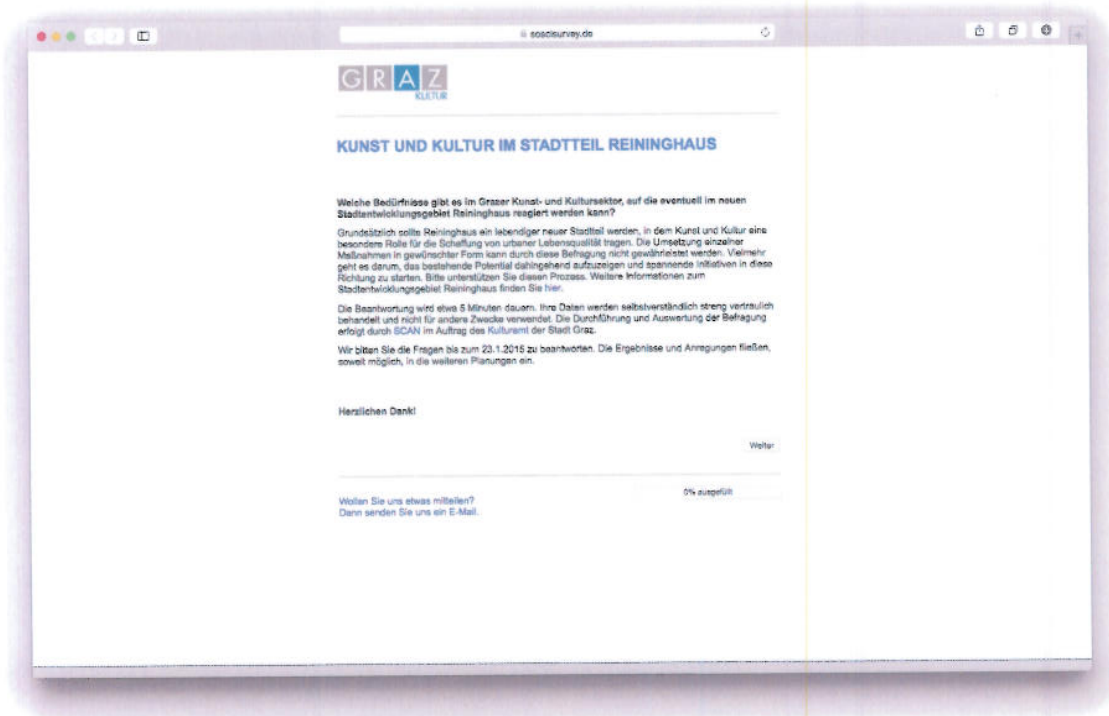 soscisurvey.de
GRAZ
KULTUR
KUNST UND KULTUR IM STADTTEIL REININGHAUS
Welche Bedürfnisse gibt es im Grazer Kunst- und Kultursektor, auf die eventuell im neuen
Stadtentwicklungsgebiet Reininghaus reagiert werden kann?
Grundsätzlich sollte Reininghaus ein lebendiger neuer Stadtteil werden, in dem Kunst und Kultur eine
besondere Rolle für die Schaffung von urbaner Lebensqualität tragen. Die Umsetzung einzelner
Maßnahmen in gewünschter Form kann durch diese Befragung nicht gewährleistet werden. Vielmehr
geht es darum, das bestehende Potential dahingehend aufzuzeigen und spannende Initiativen in diese
Richtung zu starten. Bitte unterstützen Sie diesen Prozess. Weitere Informationen zum
Stadtentwicklungsgebiet Reininghaus finden Sie hier.
Die Beantwortung wird etwa 5 Minuten dauern. Ihre Daten werden selbstverständlich streng vertraulich
behandelt und nicht für andere Zwecke verwendet. Die Durchführung und Auswertung der Befragung
erfolgt durch SCAN im Auftrag des Kulturamt der Stadt Graz.
Wir bitten Sie die Fragen bis zum 23.1.2015 zu beantworten. Die Ergebnisse und Anregungen fließen,
soweit möglich, in die weiteren Planungen ein.
Herzlichen Dank!
Weiter
0% ausgefüllt
Wollen Sie uns etwas mitteilen?
Dann senden Sie uns ein E-Mail.